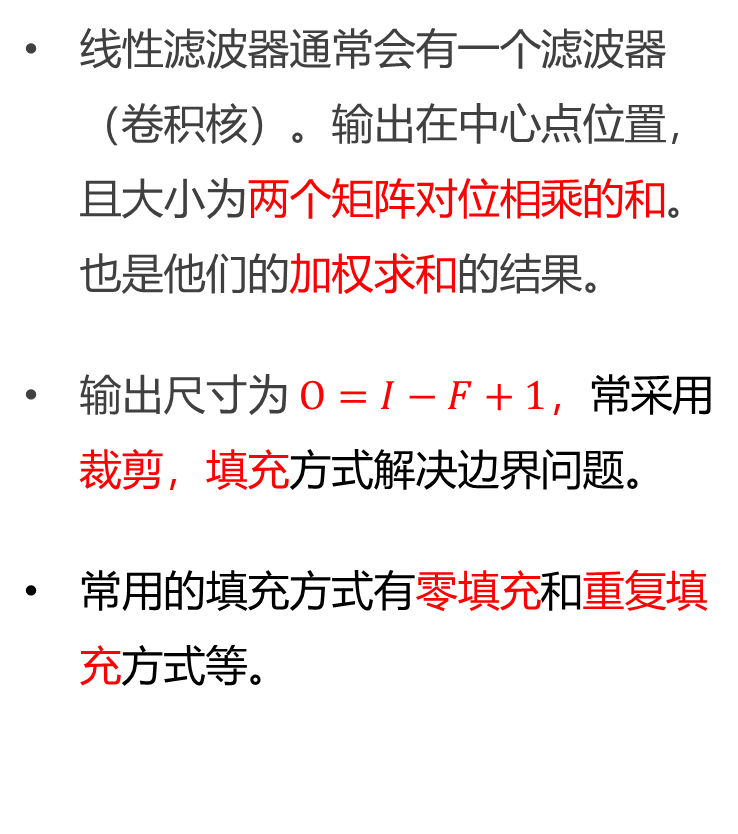 • 线性滤波器通常会有一个滤波器
（卷积核）。输出在中心点位置，
且大小为两个矩阵对位相乘的和。
也是他们的加权求和的结果。
• 输出尺寸为 O = I − F + 1，常采用
裁剪，填充方式解决边界问题。
• 常用的填充方式有零填充和重复填
充方式等。